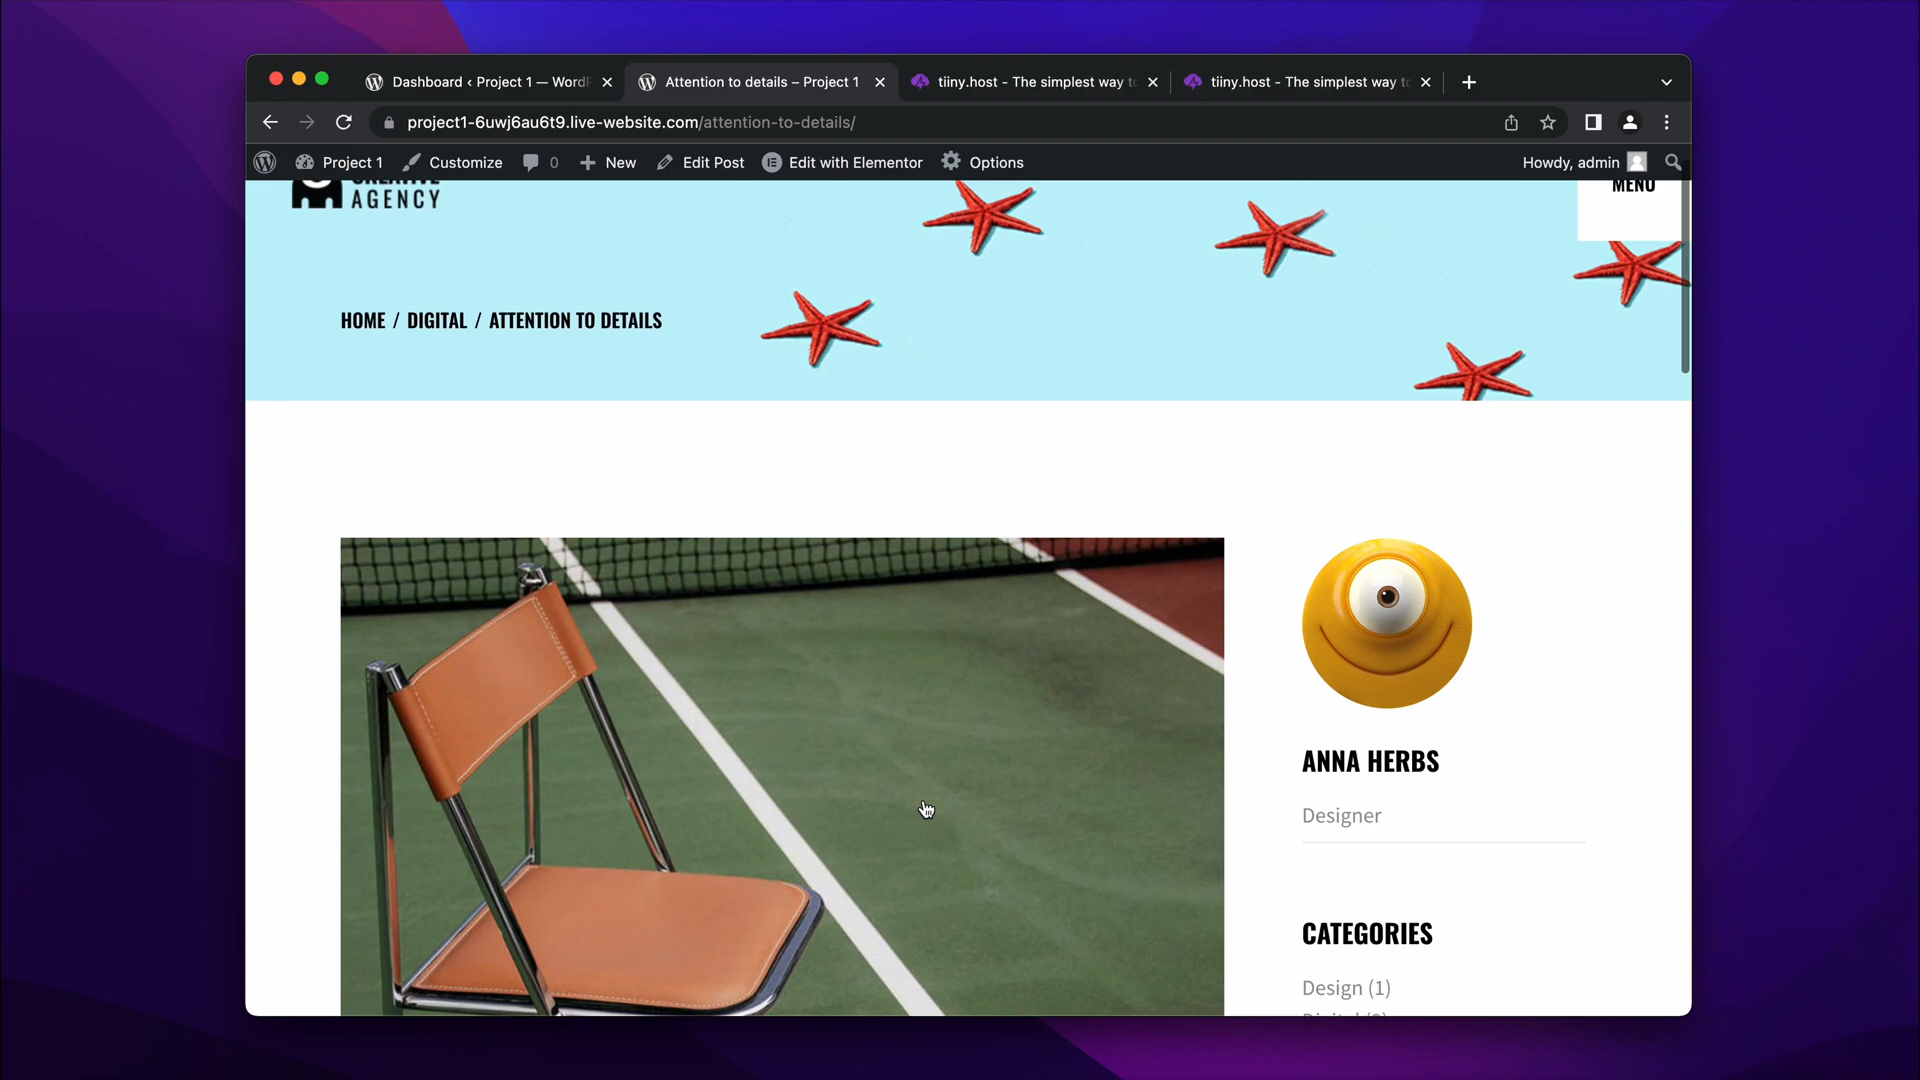 Dashboard ‹ Project 1 — WordP
Attention to details – Project 1
tiiny.host - The simplest way to
tiiny.host - The simplest way to
project1-6uwj6au6t9.live-website.com/attention-to-details/
Project 1
Customize
0
New
Edit Post
Edit with Elementor
Options
Howdy, admin
AGENCY
MENU
HOME / DIGITAL / ATTENTION TO DETAILS
ANNA HERBS
Designer
CATEGORIES
Design (1)